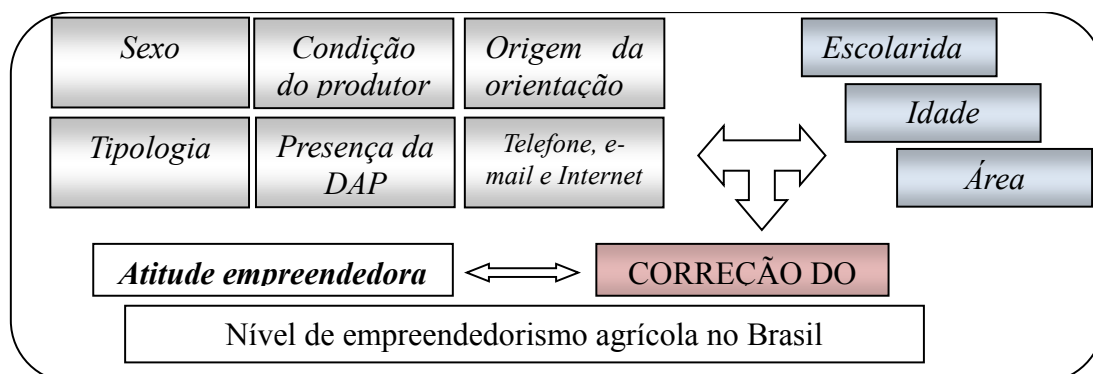 Sexo
Condição
do produtor
Origem da
orientação
Escolarida
Idade
Área
Tipologia
Presença da
DAP
Telefone, e-
mail e Internet
Atitude empreendedora
CORREÇÃO DO
Nível de empreendedorismo agrícola no Brasil